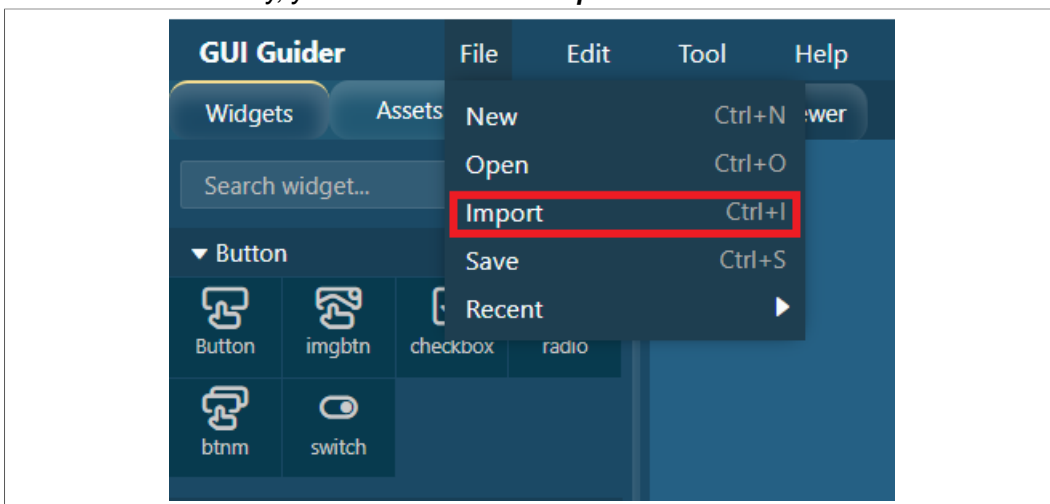 GUI Guider File Edit Tool Help
Widgets Assets ewer
New Ctrl+N
Open Ctrl+O
Search widget...
Import Ctrl+I
Button
Save Ctrl+S
Recent
Button imgbtn checkbox radio
btnm switch